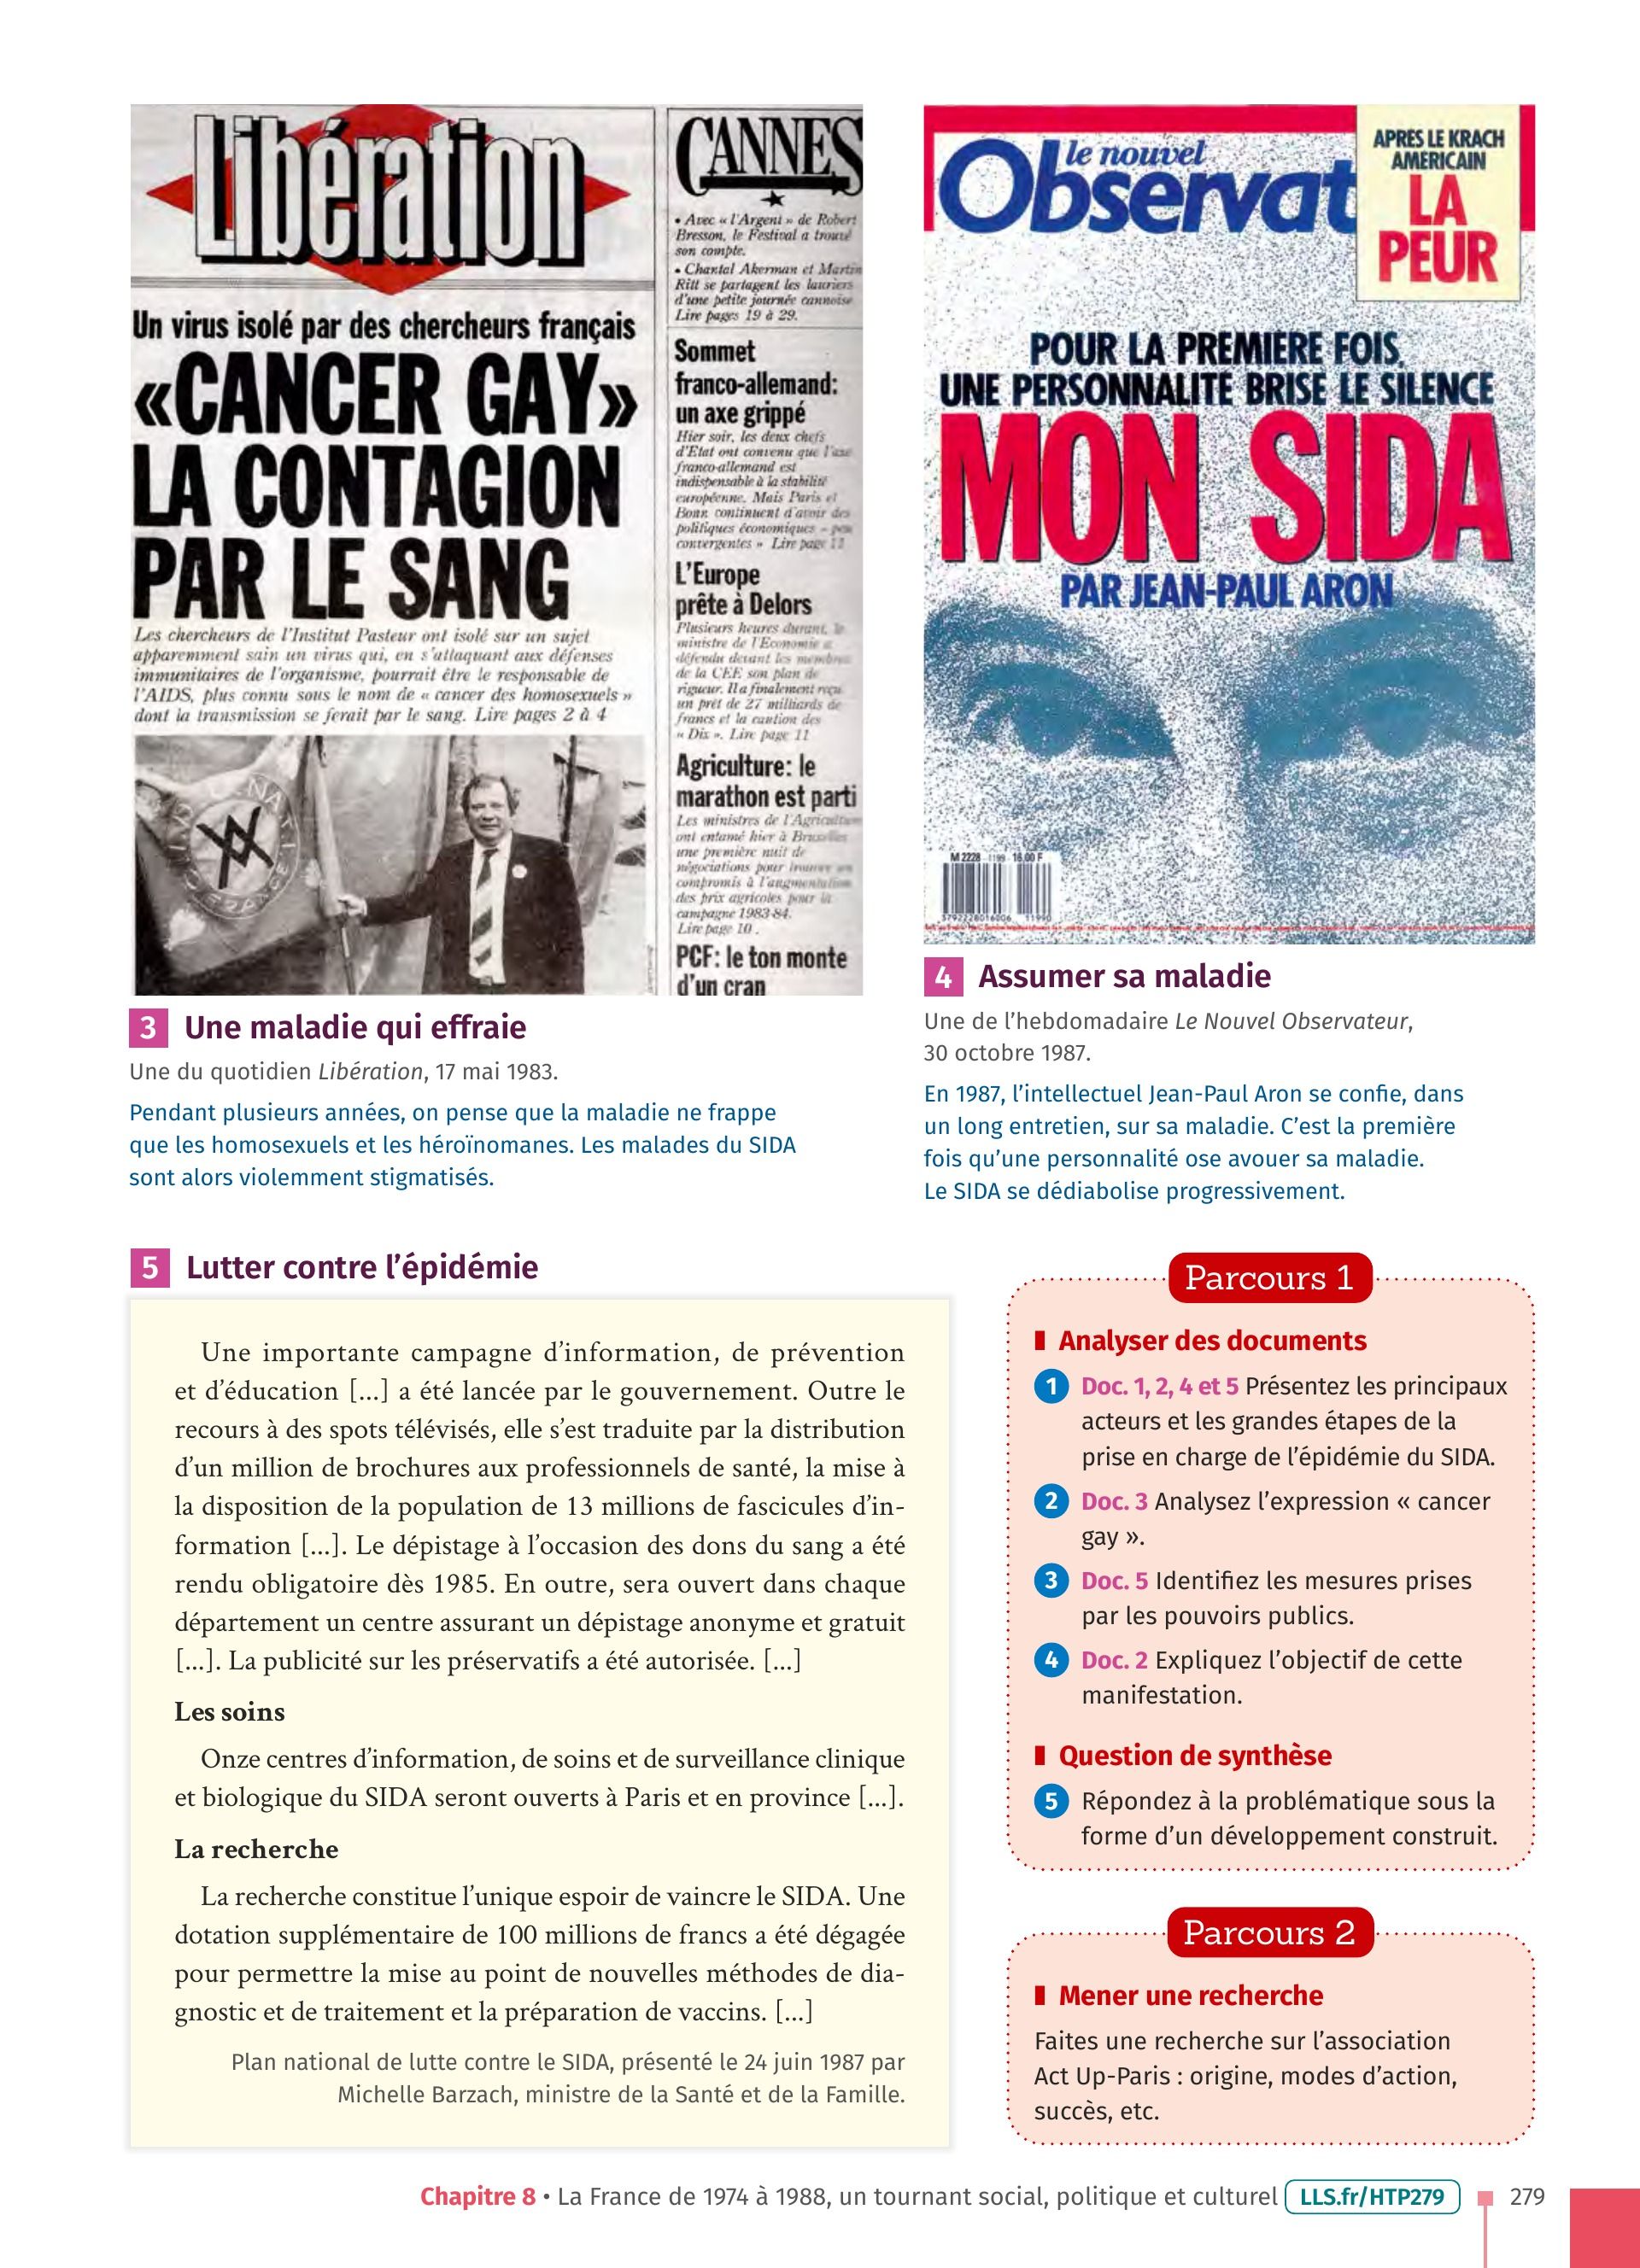 Libération
Un virus isolé par des chercheurs français
«CANCER GAY»
LA CONTAGION
PAR LE SANG
Les chercheurs de l'Institut Pasteur ont isolé sur un sujet
apparemment sain un virus qui, en s'attaquant aux défenses
immunitaires de l'organisme, pourrait être le responsable de
l'AIDS, plus connu sous le nom de « cancer des homosexuels »
dont la transmission se ferait par le sang. Lire pages 2 à 4
CANNES
• Avec « l'Argent » de Robert
Bresson, le Festival a trouvé
son compte.
• Chantal Akerman et Martin
Ritt se partagent les lauriers
d'une petite journée cannoise
Lire pages 19 à 29.
Sommet
franco-allemand:
un axe grippé
Hier soir, les deux chefs
d'Etat ont convenu que l'axe
franco-allemand est
indispensable à la stabilité
européenne. Mais Paris et
Bonn continuent d'avoir des
politiques économiques « peu
convergentes » Lire page 12
L'Europe
prête à Delors
Plusieurs heures durant, le
ministre de l'Economie a
défendu devant les membres
de la CEE son plan de
rigueur. Il a finalement reçu
un prêt de 27 milliards de
francs et la caution des
« Dix ». Lire page 11
Agriculture: le
marathon est parti
Les ministres de l'Agriculture
ont entamé hier à Bruxelles
une première nuit de
négociations pour trouver un
compromis à l'augmentation
des prix agricoles pour la
campagne 1983-84.
Lire page 10.
PCF: le ton monte
d'un cran
3 Une maladie qui effraie
Une du quotidien Libération, 17 mai 1983.
Pendant plusieurs années, on pense que la maladie ne frappe
que les homosexuels et les héroïnomanes. Les malades du SIDA
sont alors violemment stigmatisés.
le nouvel
Observat
APRES LE KRACH
AMERICAIN
LA
PEUR
POUR LA PREMIERE FOIS,
UNE PERSONNALITE BRISE LE SILENCE
MON SIDA
PAR JEAN-PAUL ARON
M 2228 1199 16.00 F
4 Assumer sa maladie
Une de l'hebdomadaire Le Nouvel Observateur,
30 octobre 1987.
En 1987, l'intellectuel Jean-Paul Aron se confie, dans
un long entretien, sur sa maladie. C'est la première
fois qu'une personnalité ose avouer sa maladie.
Le SIDA se dédiabolise progressivement.
5 Lutter contre l'épidémie
Une importante campagne d'information, de prévention
et d'éducation [...] a été lancée par le gouvernement. Outre le
recours à des spots télévisés, elle s'est traduite par la distribution
d'un million de brochures aux professionnels de santé, la mise à
la disposition de la population de 13 millions de fascicules d'in-
formation [...]. Le dépistage à l'occasion des dons du sang a été
rendu obligatoire dès 1985. En outre, sera ouvert dans chaque
département un centre assurant un dépistage anonyme et gratuit
[...]. La publicité sur les préservatifs a été autorisée. [...]
Les soins
Onze centres d'information, de soins et de surveillance clinique
et biologique du SIDA seront ouverts à Paris et en province [...].
La recherche
La recherche constitue l'unique espoir de vaincre le SIDA. Une
dotation supplémentaire de 100 millions de francs a été dégagée
pour permettre la mise au point de nouvelles méthodes de dia-
gnostic et de traitement et la préparation de vaccins. [...]
Plan national de lutte contre le SIDA, présenté le 24 juin 1987 par
Michelle Barzach, ministre de la Santé et de la Famille.
Parcours 1
Analyser des documents
1 Doc. 1, 2, 4 et 5 Présentez les principaux
acteurs et les grandes étapes de la
prise en charge de l'épidémie du SIDA.
2 Doc. 3 Analysez l'expression « cancer
gay ».
3 Doc. 5 Identifiez les mesures prises
par les pouvoirs publics.
4 Doc. 2 Expliquez l'objectif de cette
manifestation.
Question de synthèse
5 Répondez à la problématique sous la
forme d'un développement construit.
Parcours 2
Mener une recherche
Faites une recherche sur l'association
Act Up-Paris : origine, modes d'action,
succès, etc.
Chapitre 8 • La France de 1974 à 1988, un tournant social, politique et culturel LLS.fr/HTP279 279